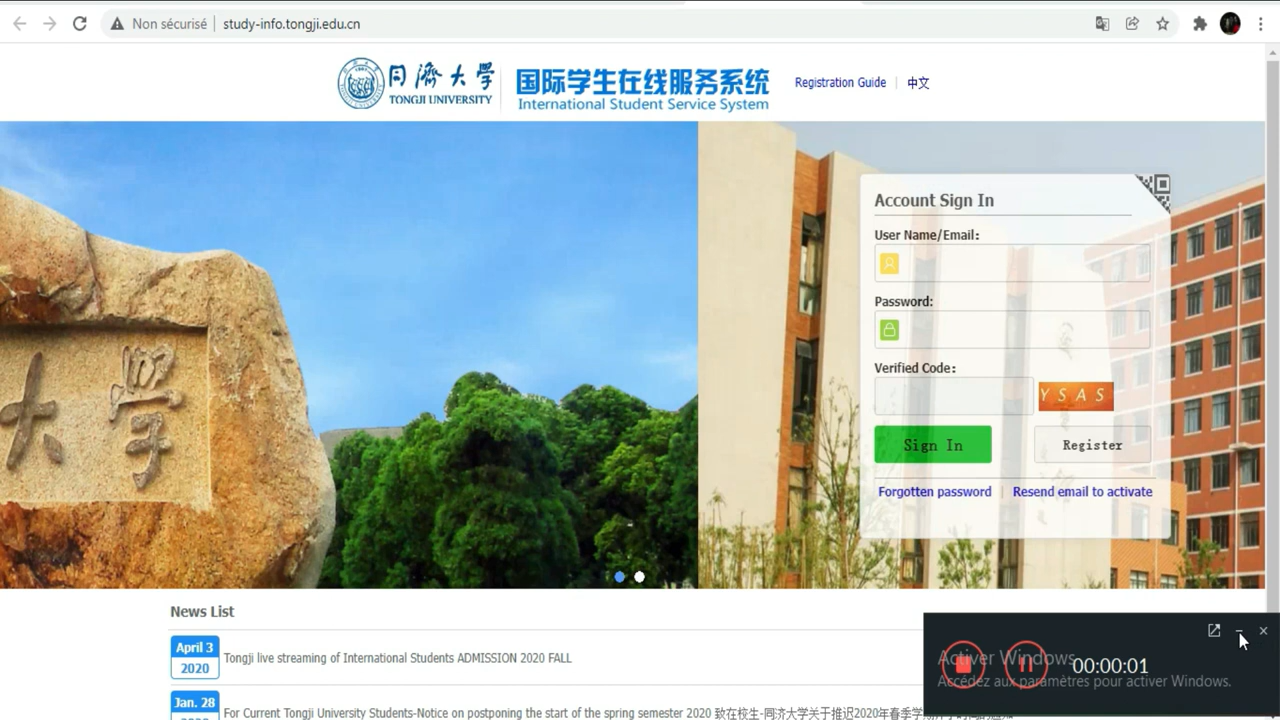 Non sécurisé | study-info.tongji.edu.cn
同濟大学
TONGJI UNIVERSITY
国际学生在线服务系统
International Student Service System
Registration Guide | 中文
大学
Account Sign In
User Name/Email:
Password:
Verified Code:
Y S A S
Sign In
Register
Forgotten password | Resend email to activate
News List
April 3
2020
Tongji live streaming of International Students ADMISSION 2020 FALL
Jan. 28
For Current Tongji University Students-Notice on postponing the start of the spring semester 2020 致在校生-同济大学关于推迟2020年春季学期
Activer Windows
00:00:01
Accédez aux paramètres pour activer Windows.